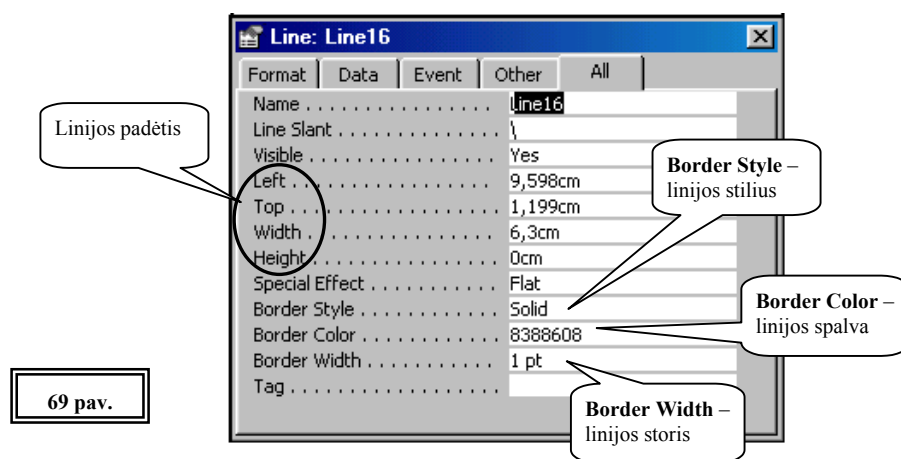 Line: Line16
Format Data Event Other All
Name . . . . . . . . . . . . . . . . Line16
Line Slant . . . . . . . . . . . . . . \
Visible . . . . . . . . . . . . . . . . Yes
Left . . . . . . . . . . . . . . . . . . 9,598cm
Top . . . . . . . . . . . . . . . . . . 1,199cm
Width . . . . . . . . . . . . . . . . 6,3cm
Height . . . . . . . . . . . . . . . . 0cm
Special Effect . . . . . . . . . . . Flat
Border Style . . . . . . . . . . . . Solid
Border Color . . . . . . . . . . . . 8388608
Border Width . . . . . . . . . . . 1 pt
Tag . . . . . . . . . . . . . . . . . .
Linijos padėtis
Border Style –
linijos stilius
Border Color –
linijos spalva
Border Width –
linijos storis
69 pav.